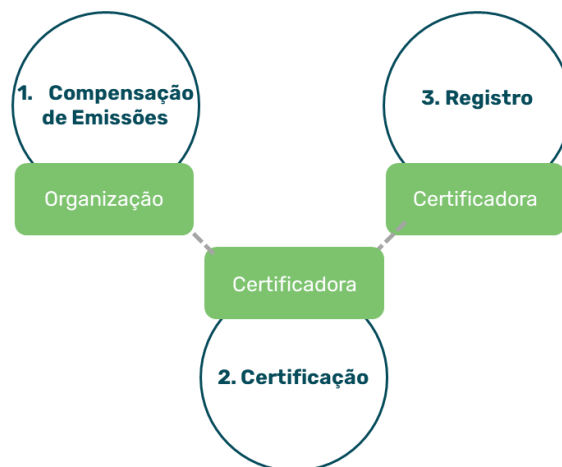 1. Compensação
de Emissões
Organização
3. Registro
Certificadora
Certificadora
2. Certificação